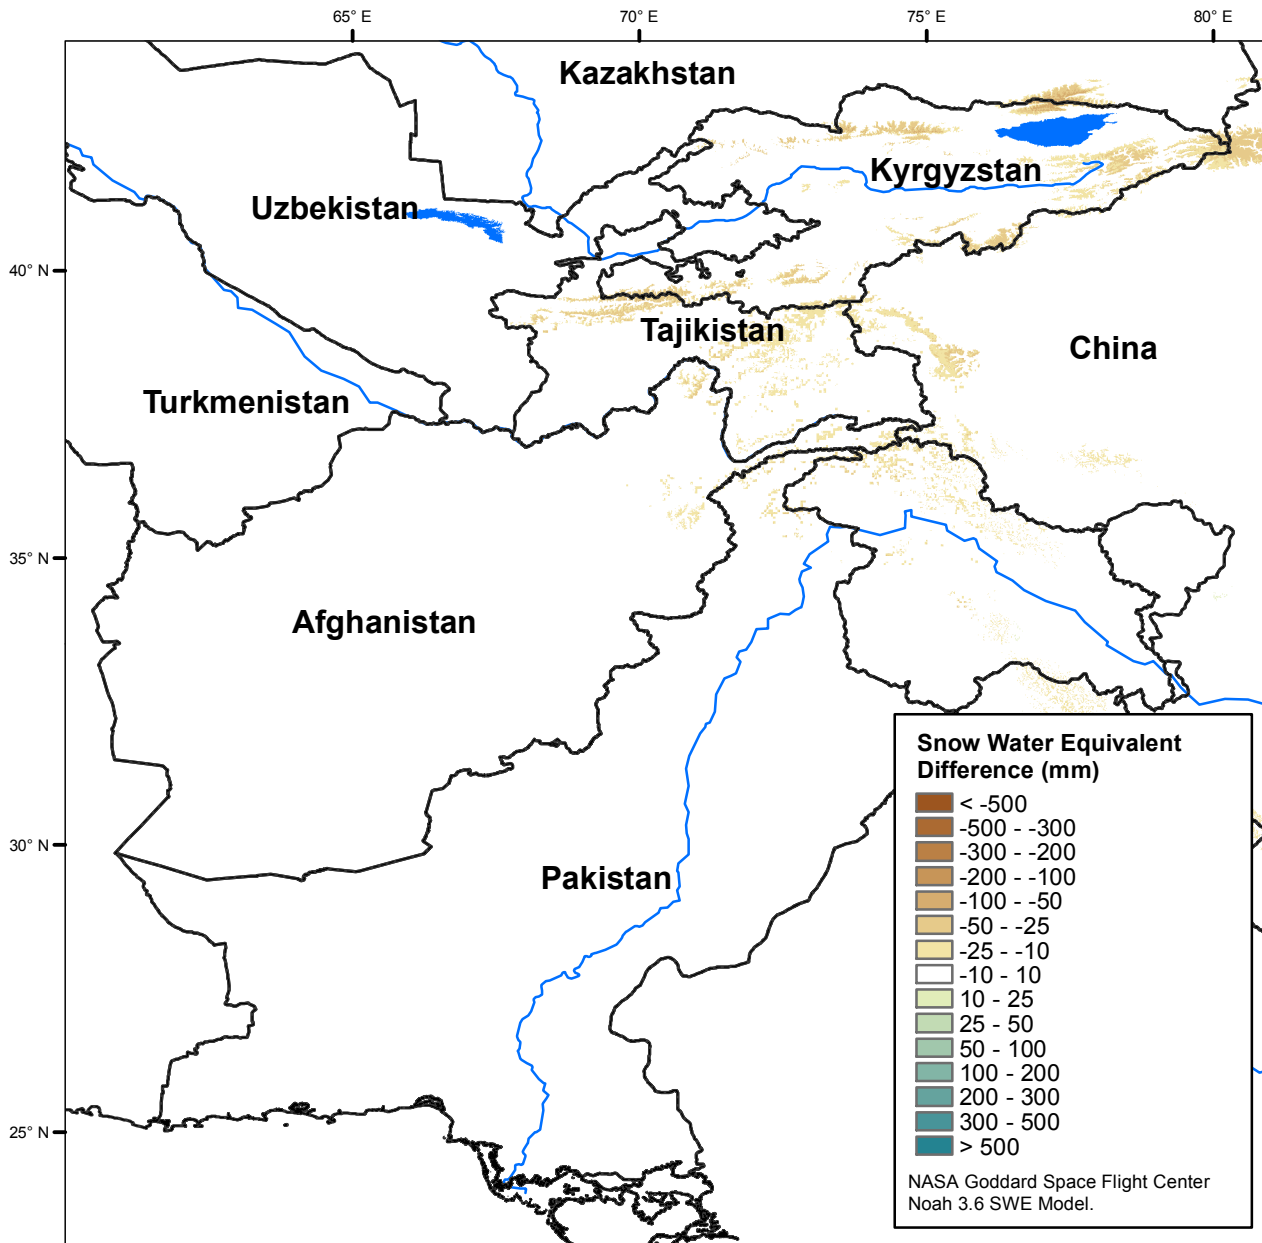 65° E
70° E
75° E
80° E
Kazakhstan
Kyrgyzstan
Uzbekistan
40° N
Tajikistan
China
Turkmenistan
35° N
Afghanistan
Snow Water Equivalent
Difference (mm)
< -500
-500 - -300
-300 - -200
-200 - -100
-100 - -50
-50 - -25
-25 - -10
-10 - 10
10 - 25
25 - 50
50 - 100
100 - 200
200 - 300
300 - 500
> 500
NASA Goddard Space Flight Center
Noah 3.6 SWE Model.
30° N
Pakistan
25° N